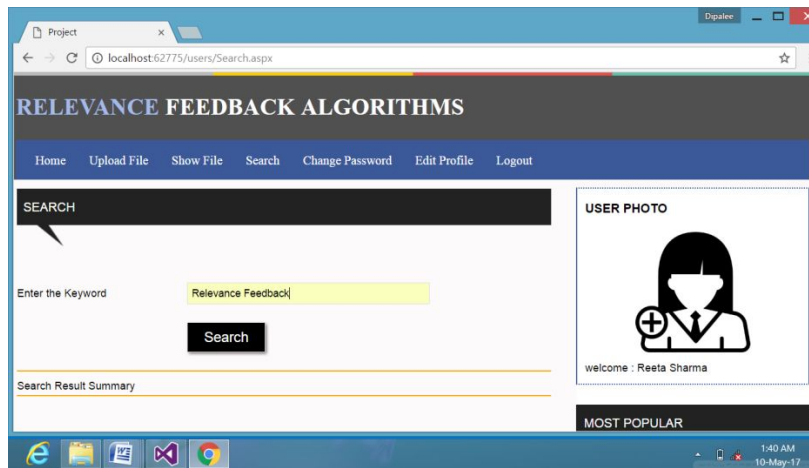 Dipalee
Project
localhost:62775/users/Search.aspx
RELEVANCE FEEDBACK ALGORITHMS
Home Upload File Show File Search Change Password Edit Profile Logout
SEARCH
Enter the Keyword
Relevance Feedback
Search
Search Result Summary
USER PHOTO
welcome : Reeta Sharma
MOST POPULAR
1:40 AM
10-May-17